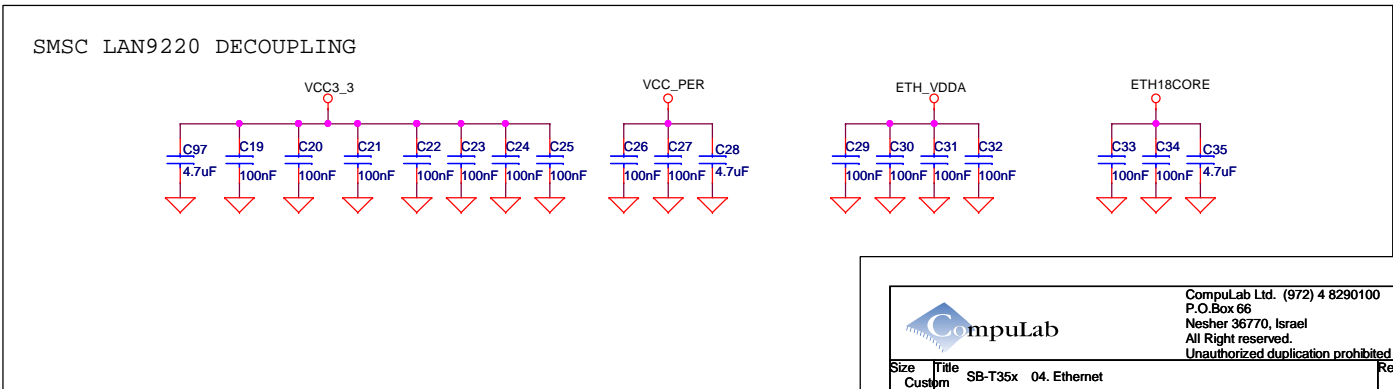 SMSC LAN9220 DECOUPLING
VCC3_3
VCC_PER
ETH_VDDA
ETH18CORE
C97
4.7uF
C19
100nF
C20
100nF
C21
100nF
C22
100nF
C23
100nF
C24
100nF
C25
100nF
C26
100nF
C27
100nF
C28
4.7uF
C29
100nF
C30
100nF
C31
100nF
C32
100nF
C33
100nF
C34
100nF
C35
4.7uF
CompuLab
CompuLab Ltd. (972) 4 8290100
P.O.Box 66
Nesher 36770, Israel
All Right reserved.
Unauthorized duplication prohibited
Size
Custom
Title
SB-T35x 04. Ethernet
Re